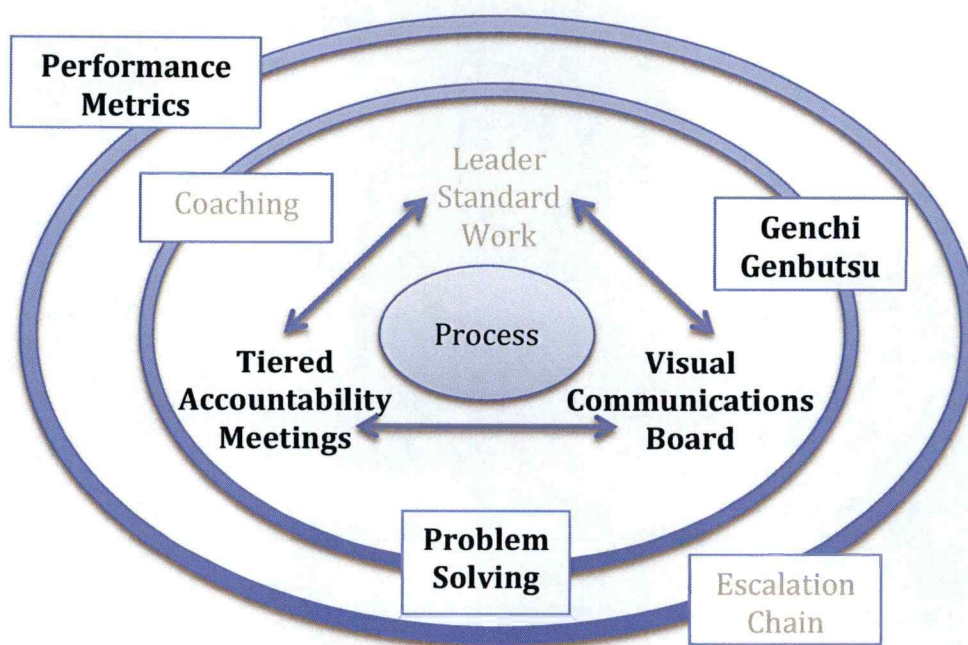 Performance
Metrics
Coaching
Leader
Standard
Work
Genchi
Genbutsu
Process
Tiered
Accountability
Meetings
Visual
Communications
Board
Problem
Solving
Escalation
Chain